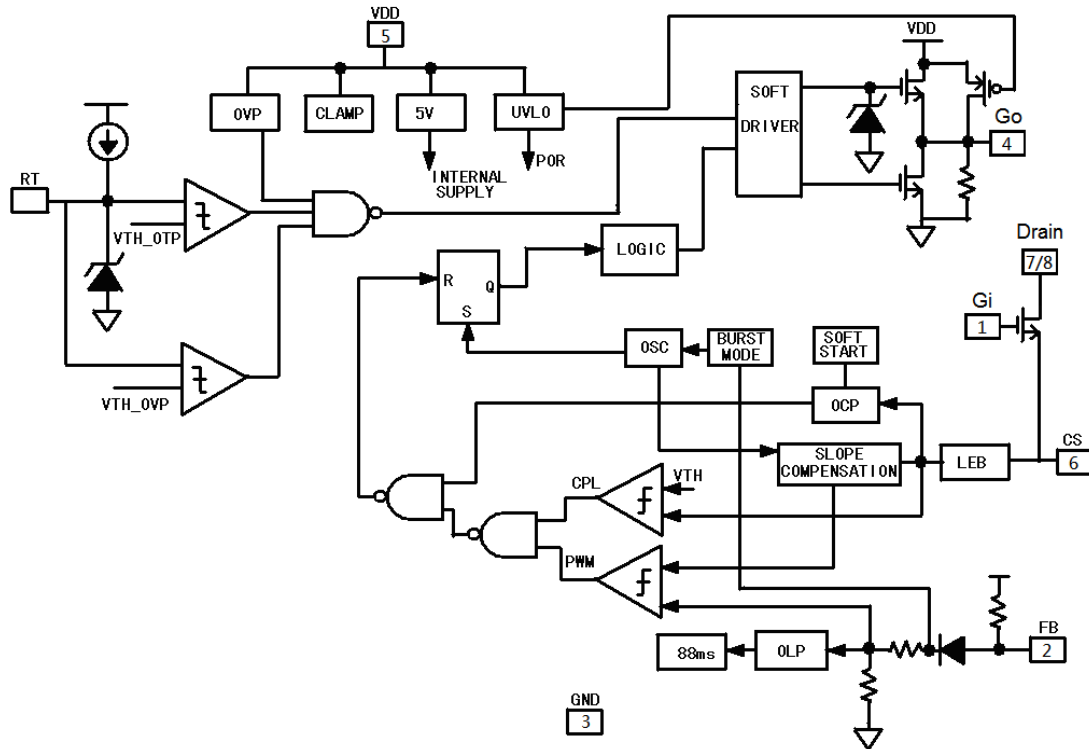 VDD
5
VDD
OVP
CLAMP
5V
UVLO
SOFT
DRIVER
Go
4
INTERNAL
SUPPLY
POR
RT
VTH_OTP
LOGIC
Drain
7/8
R
Q
S
Gi
1
OSC
BURST
MODE
SOFT
START
VTH_OVP
OCP
SLOPE
COMPENSATION
LEB
CS
6
CPL
VTH
PWM
FB
2
88ms
OLP
GND
3